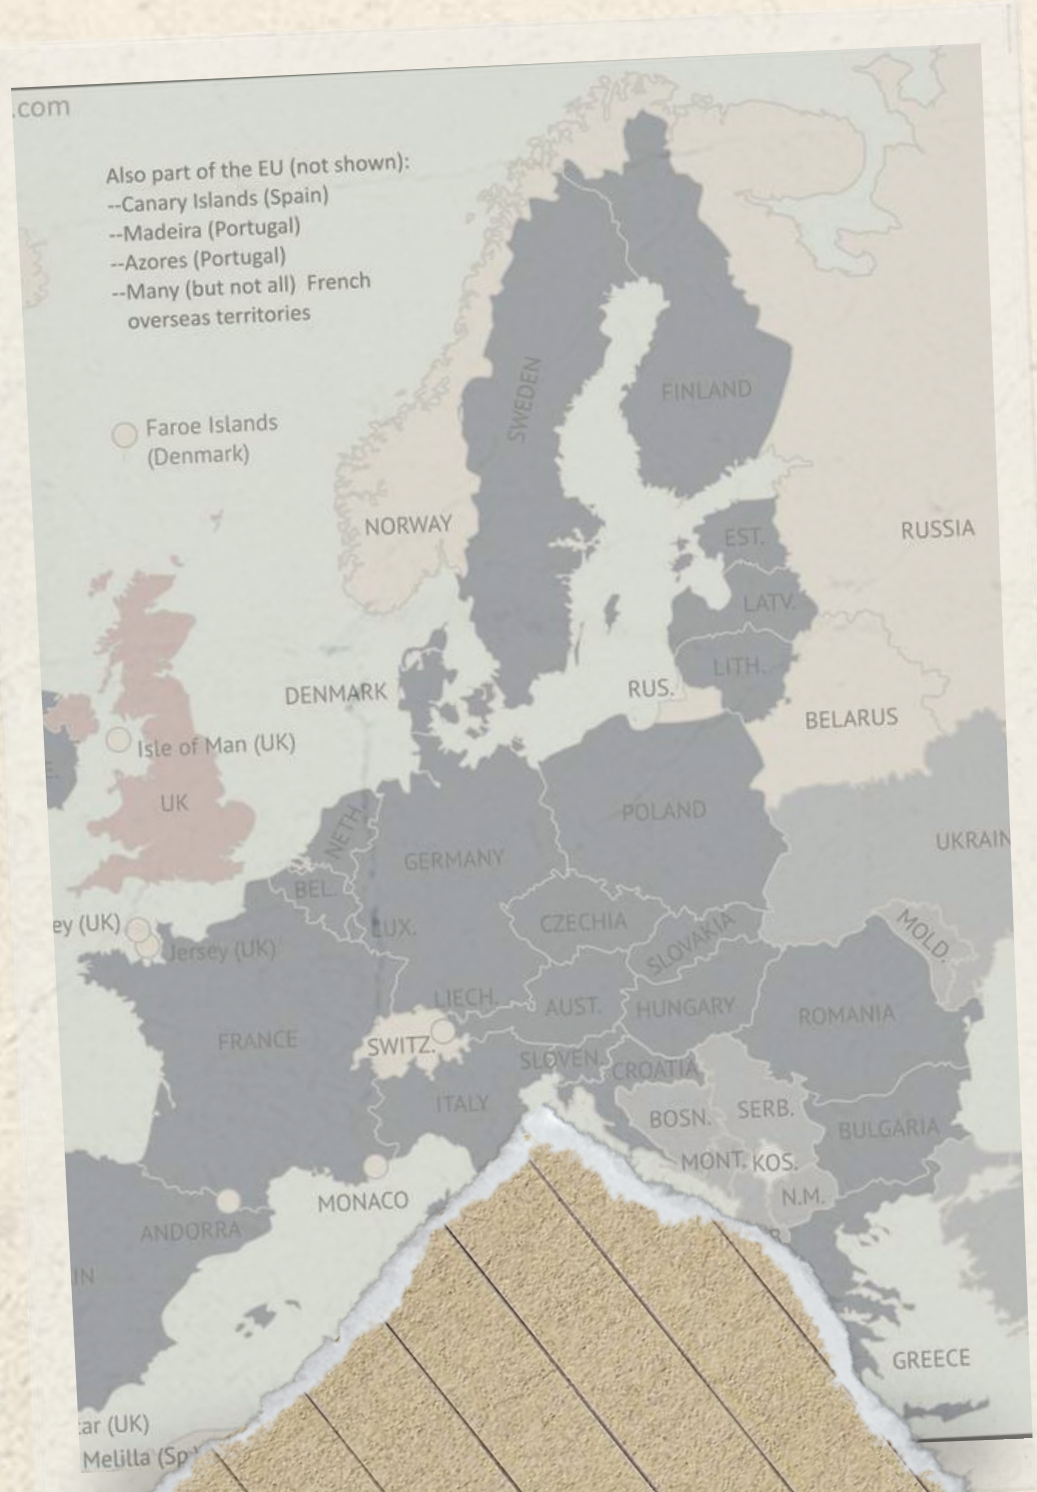 .com
Also part of the EU (not shown):
--Canary Islands (Spain)
--Madeira (Portugal)
--Azores (Portugal)
--Many (but not all) French
overseas territories
SWEDEN
FINLAND
Faroe Islands
(Denmark)
NORWAY
RUSSIA
EST.
LATV.
LITH.
DENMARK
RUS.
BELARUS
Isle of Man (UK)
E
UK
NETH.
POLAND
UKRAIN
GERMANY
BEL.
ey (UK)
LUX.
CZECHIA
SLOVAKIA
MOLD.
Jersey (UK)
LIECH.
AUST.
HUNGARY
ROMANIA
FRANCE
SWITZ.
SLOVEN.
CROATIA
ITALY
BOSN.
SERB.
BULGARIA
MONT.
KOS.
MONACO
N.M.
ANDORRA
IN
GREECE
ar (UK)
Melilla (Sp